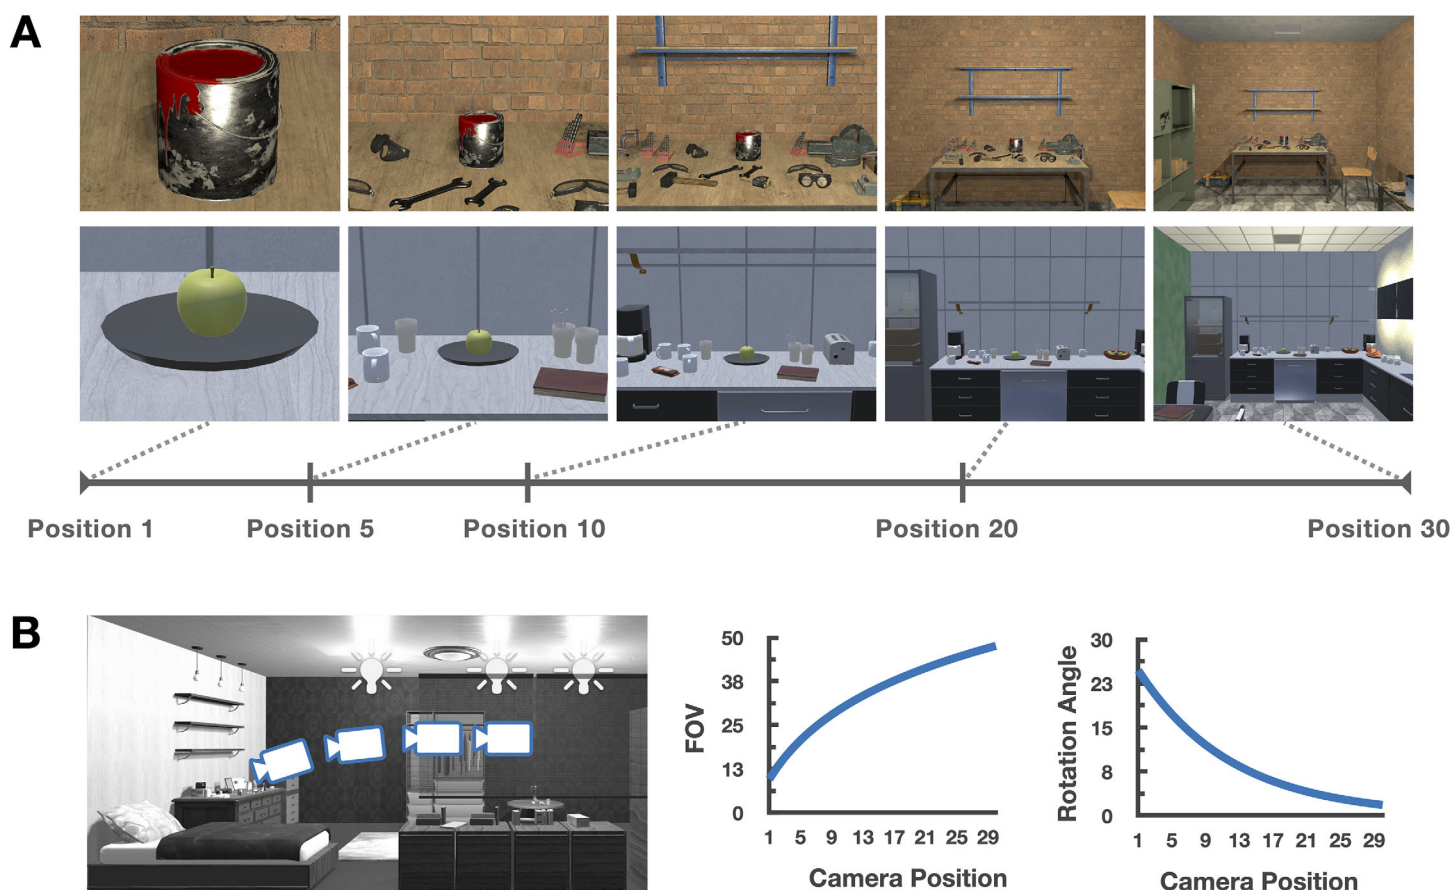 A
Position 1
Position 5
Position 10
Position 20
Position 30
B
FOV
50
38
25
13
0
1 5 9 13 17 21 25 29
Camera Position
Rotation Angle
30
23
15
8
0
1 5 9 13 17 21 25 29
Camera Position